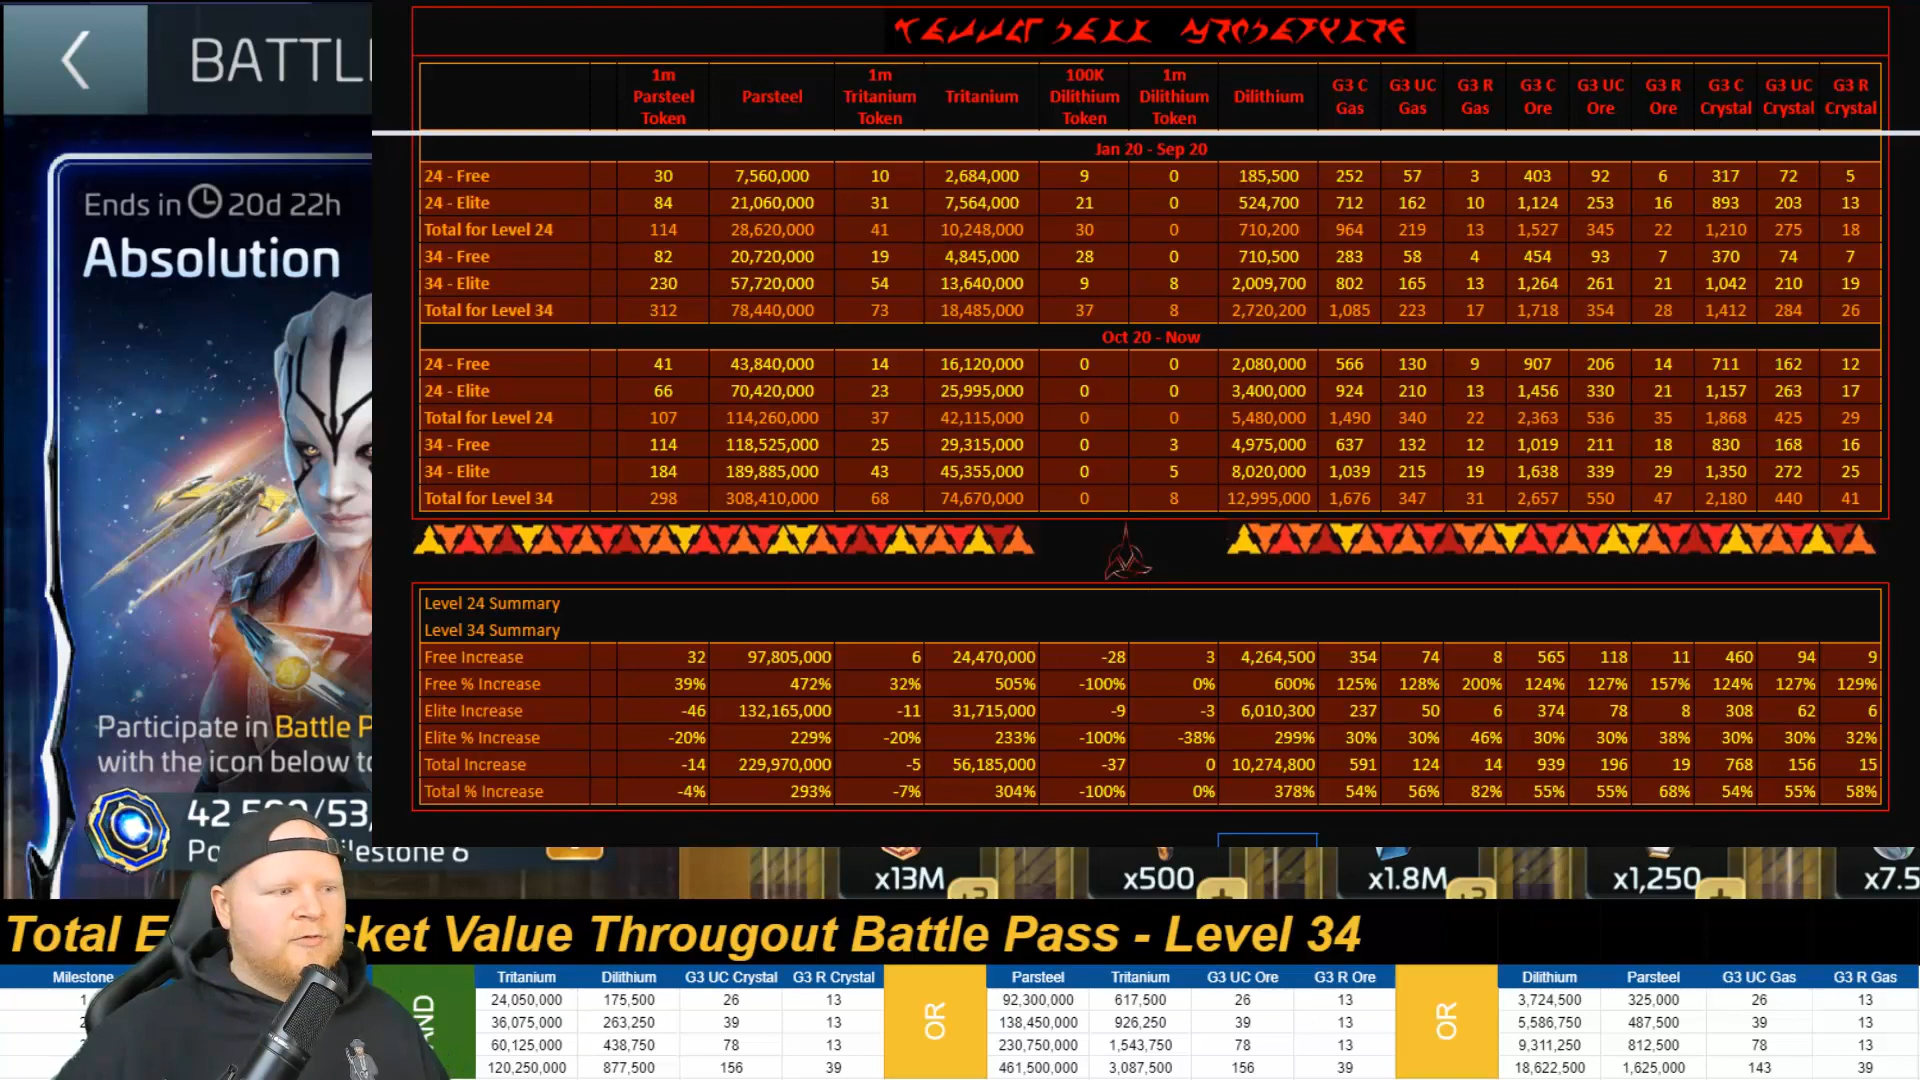 BATTL
Ends in 20d 22h
Absolution
Participate in Battle P
with the icon below to
lestone 6
1m Parsteel Token Parsteel 1m Tritanium Token Tritanium 100K Dilithium Token 1m Dilithium Token Dilithium G3 C Gas G3 UC Gas G3 R Gas G3 C Ore G3 UC Ore G3 R Ore G3 C Crystal G3 UC Crystal G3 R Crystal
Jan 20 - Sep 20
24 - Free 30 7,560,000 10 2,684,000 9 0 185,500 252 57 3 403 92 6 317 72 5
24 - Elite 84 21,060,000 31 7,564,000 21 0 524,700 712 162 10 1,124 253 16 893 203 13
Total for Level 24 114 28,620,000 41 10,248,000 30 0 710,200 964 219 13 1,527 345 22 1,210 275 18
34 - Free 82 20,720,000 19 4,845,000 28 0 710,500 283 58 4 454 93 7 370 74 7
34 - Elite 230 57,720,000 54 13,640,000 9 8 2,009,700 802 165 13 1,264 261 21 1,042 210 19
Total for Level 34 312 78,440,000 73 18,485,000 37 8 2,720,200 1,085 223 17 1,718 354 28 1,412 284 26
Oct 20 - Now
24 - Free 41 43,840,000 14 16,120,000 0 0 2,080,000 566 130 9 907 206 14 711 162 12
24 - Elite 66 70,420,000 23 25,995,000 0 0 3,400,000 924 210 13 1,456 330 21 1,157 263 17
Total for Level 24 107 114,260,000 37 42,115,000 0 0 5,480,000 1,490 340 22 2,363 536 35 1,868 425 29
34 - Free 114 118,525,000 25 29,315,000 0 3 4,975,000 637 132 12 1,019 211 18 830 168 16
34 - Elite 184 189,885,000 43 45,355,000 0 5 8,020,000 1,039 215 19 1,638 339 29 1,350 272 25
Total for Level 34 298 308,410,000 68 74,670,000 0 8 12,995,000 1,676 347 31 2,657 550 47 2,180 440 41
Level 24 Summary
Level 34 Summary
Free Increase 32 97,805,000 6 24,470,000 -28 3 4,264,500 354 74 8 565 118 11 460 94 9
Free % Increase 39% 472% 32% 505% -100% 0% 600% 125% 128% 200% 124% 127% 157% 124% 127% 129%
Elite Increase -46 132,165,000 -11 31,715,000 -9 -3 6,010,300 237 50 6 374 78 8 308 62 6
Elite % Increase -20% 229% -20% 233% -100% -38% 299% 30% 30% 46% 30% 30% 38% 30% 30% 32%
Total Increase -14 229,970,000 -5 56,185,000 -37 0 10,274,800 591 124 14 939 196 19 768 156 15
Total % Increase -4% 293% -7% 304% -100% 0% 378% 54% 56% 82% 55% 55% 68% 54% 55% 58%
x13M x500 x1.8M x1,250 x7.5
Total E cket Value Througout Battle Pass - Level 34
Milestone Tritanium Dilithium G3 UC Crystal G3 R Crystal Parsteel Tritanium G3 UC Ore G3 R Ore Dilithium Parsteel G3 UC Gas G3 R Gas
1 24,050,000 175,500 26 13 92,300,000 617,500 26 13 3,724,500 325,000 26 13
2 AND 36,075,000 263,250 39 13 OR 138,450,000 926,250 39 13 OR 5,586,750 487,500 39 13
60,125,000 438,750 78 13 230,750,000 1,543,750 78 13 9,311,250 812,500 78 13
120,250,000 877,500 156 39 461,500,000 3,087,500 156 39 18,622,500 1,625,000 143 39